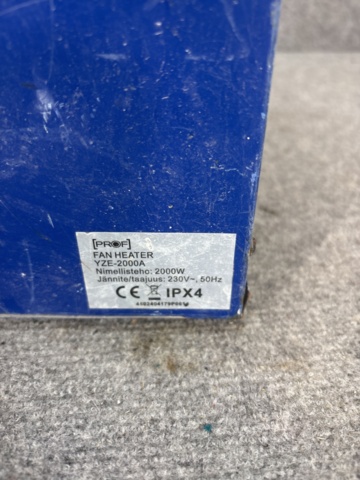 [PROF]
FAN HEATER
YZE-2000A
Nimellisteho: 2000W
Jännite/taajuus: 230V~, 50Hz
CE IPX4